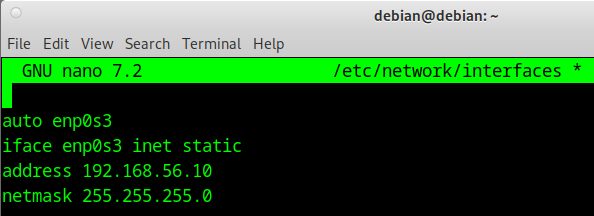 debian@debian: ~
File Edit View Search Terminal Help
GNU nano 7.2 /etc/network/interfaces *
auto enp0s3
iface enp0s3 inet static
address 192.168.56.10
netmask 255.255.255.0